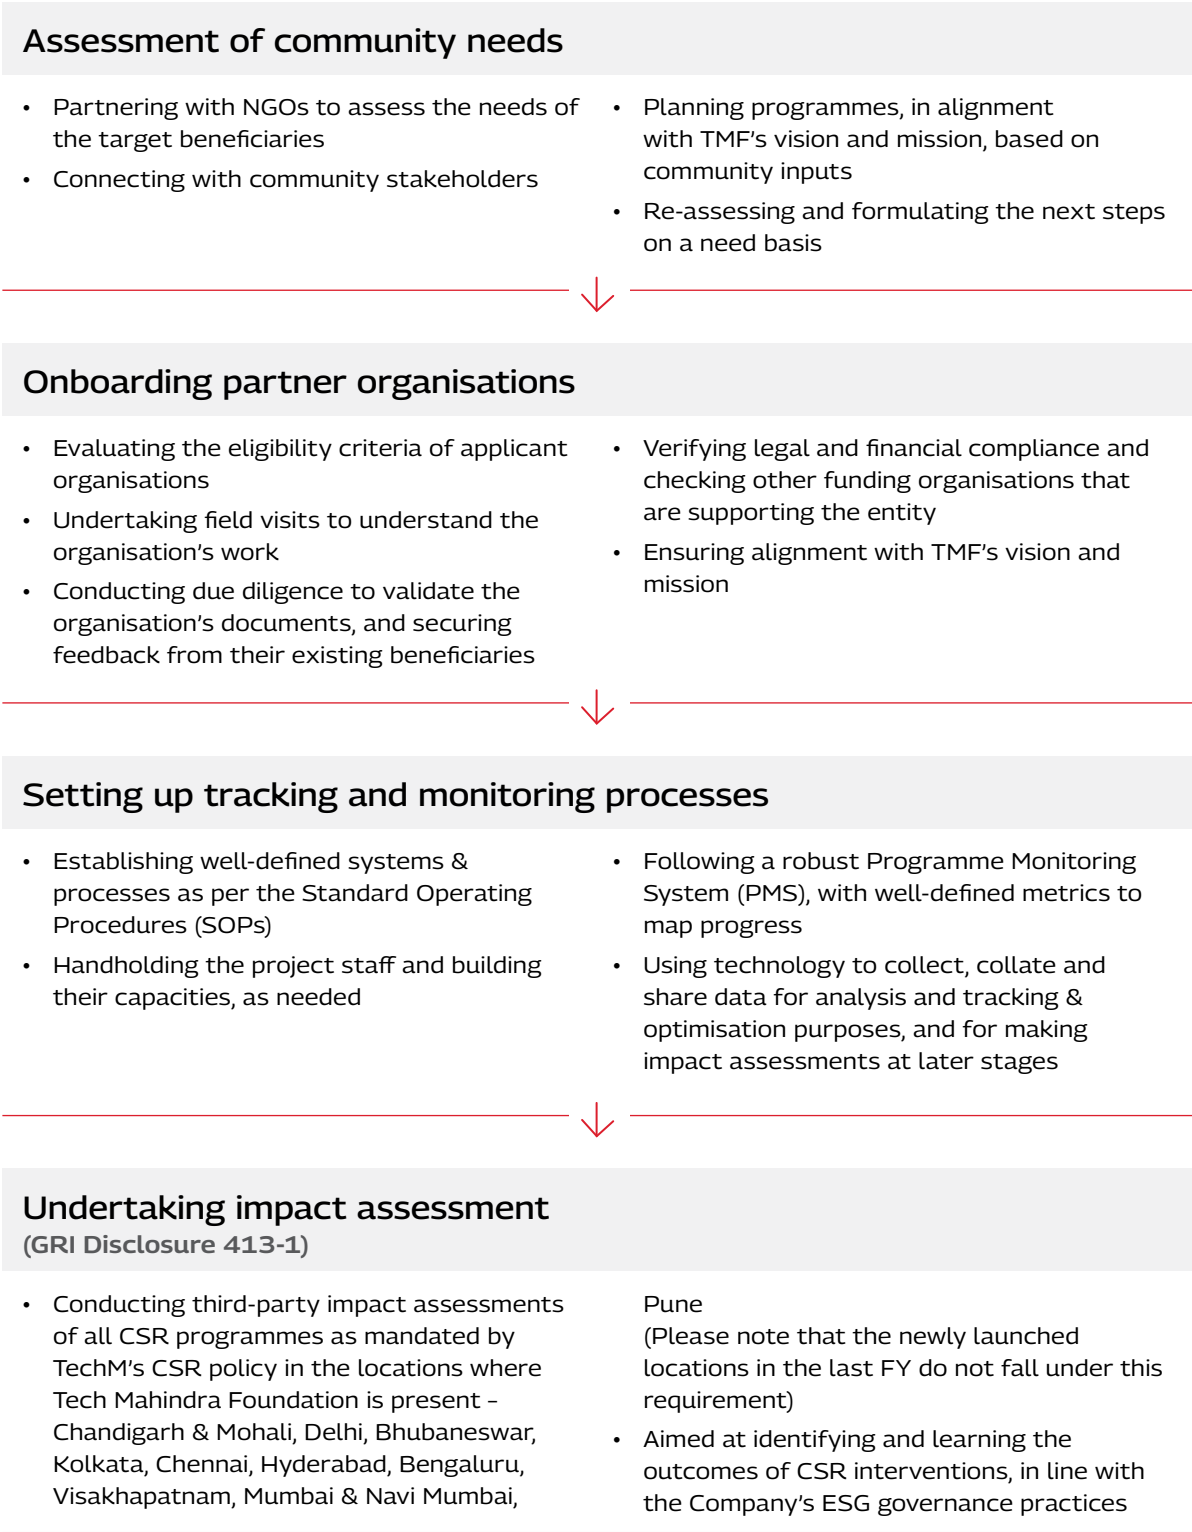 Assessment of community needs
• Partnering with NGOs to assess the needs of
the target beneficiaries
• Connecting with community stakeholders
• Planning programmes, in alignment
with TMF’s vision and mission, based on
community inputs
• Re-assessing and formulating the next steps
on a need basis
Onboarding partner organisations
• Evaluating the eligibility criteria of applicant
organisations
• Undertaking field visits to understand the
organisation’s work
• Conducting due diligence to validate the
organisation’s documents, and securing
feedback from their existing beneficiaries
• Verifying legal and financial compliance and
checking other funding organisations that
are supporting the entity
• Ensuring alignment with TMF’s vision and
mission
Setting up tracking and monitoring processes
• Establishing well-defined systems &
processes as per the Standard Operating
Procedures (SOPs)
• Handholding the project staff and building
their capacities, as needed
• Following a robust Programme Monitoring
System (PMS), with well-defined metrics to
map progress
• Using technology to collect, collate and
share data for analysis and tracking &
optimisation purposes, and for making
impact assessments at later stages
Undertaking impact assessment
(GRI Disclosure 413-1)
• Conducting third-party impact assessments
of all CSR programmes as mandated by
TechM’s CSR policy in the locations where
Tech Mahindra Foundation is present –
Chandigarh & Mohali, Delhi, Bhubaneswar,
Kolkata, Chennai, Hyderabad, Bengaluru,
Visakhapatnam, Mumbai & Navi Mumbai,
Pune
(Please note that the newly launched
locations in the last FY do not fall under this
requirement)
• Aimed at identifying and learning the
outcomes of CSR interventions, in line with
the Company’s ESG governance practices